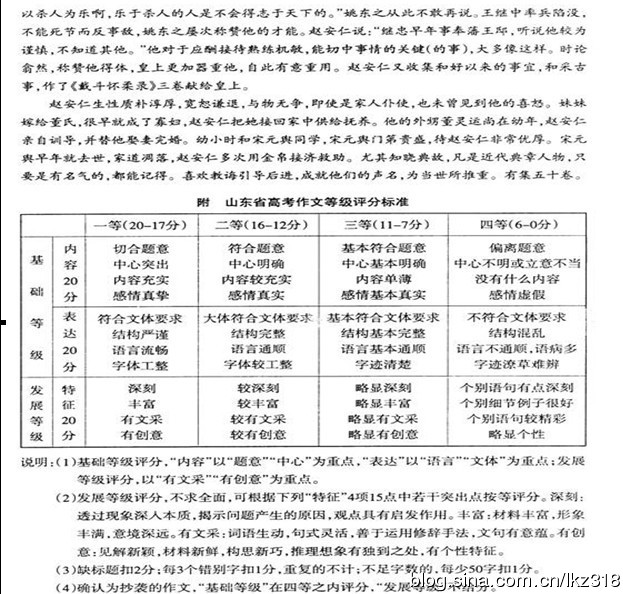 以杀人为乐啊,乐于杀人的人是不会得志于天下的。”姚东之从此不敢再说。王继中率兵陷没,
不能死节而反事敌,姚东之屡次称赞他的才能。赵安仁说:“继忠早年事奉藩王邸,听说他较为
谨慎,不知道其他。”他对于应酬接待熟练机敏,能切中事情的关键(的事),大多像这样。时论
翕然,称赞他得体,皇上更加器重他,自此有意重用。赵安仁又收集和好以来的事宜,和采古
事,作了《戴斗怀柔录》三卷献给皇上。
赵安仁生性质朴淳厚,宽恕谦退,与物无争,即使是家人仆使,也未曾见到他的喜怒。妹妹
嫁给董氏,很早就成了寡妇,赵安仁把她接回家中供给抚养。他的外甥董灵运尚在幼年,赵安仁
亲自训导,并替他娶妻完婚。幼小时和宋元舆同学,宋元舆门第贵盛,待赵安仁非常优厚。宋元
舆早年就去世,家道凋落,赵安仁多次用金帛接济救助。尤其知晓典故,凡是近代典章人物,只
要是有名气的,都能记得。喜欢教诲引导后进,成就他们的声名,为当世所推重。有集五十卷。
附 山东省高考作文等级评分标准
一等(20-17分) 二等(16-12分) 三等(11-7分) 四等(6-0分)
基础等级
内容20分
切合题意 符合题意 基本符合题意 偏离题意
中心突出 中心明确 中心基本明确 中心不明或立意不当
内容充实 内容较充实 内容单薄 没有什么内容
感情真挚 感情真实 感情基本真实 感情虚假
表达20分
符合文体要求 大体符合文体要求 基本符合文体要求 不符合文体要求
结构严谨 结构完整 结构基本完整 结构混乱
语言流畅 语言通顺 语言基本通顺 语言不通顺,语病多
字体工整 字体较工整 字迹清楚 字迹潦草难辨
发展等级
特征20分
深刻 较深刻 略显深刻 个别语句有点深刻
丰富 较丰富 略显丰富 个别细节例子很好
有文采 较有文采 略显有文采 个别语句较精彩
有创意 较有创意 略显有创意 略显个性
说明:(1)基础等级评分,“内容”以“题意”“中心”为重点,“表达”以“语言”“文体”为重点;发展
等级评分,以“有文采”“有创意”为重点。
(2)发展等级评分,不求全面,可根据下列“特征”4项15点中若干突出点按等评分。深刻:
透过现象深入本质,揭示问题产生的原因,观点具有启发作用。丰富:材料丰富,形象
丰满,意境深远。有文采:词语生动,句式灵活,善于运用修辞手法,文句有意蕴。有创
意:见解新颖,材料新鲜,构思新巧,推理想象有独到之处,有个性特征。
(3)缺标题扣2分;每3个错别字扣1分,重复的不计;不足字数的,每少50字扣1分。
(4)确认为抄袭的作文,“基础等级”在四等之内评分,“发展等级”不给分。
blog.sina.com.cn/lkz318